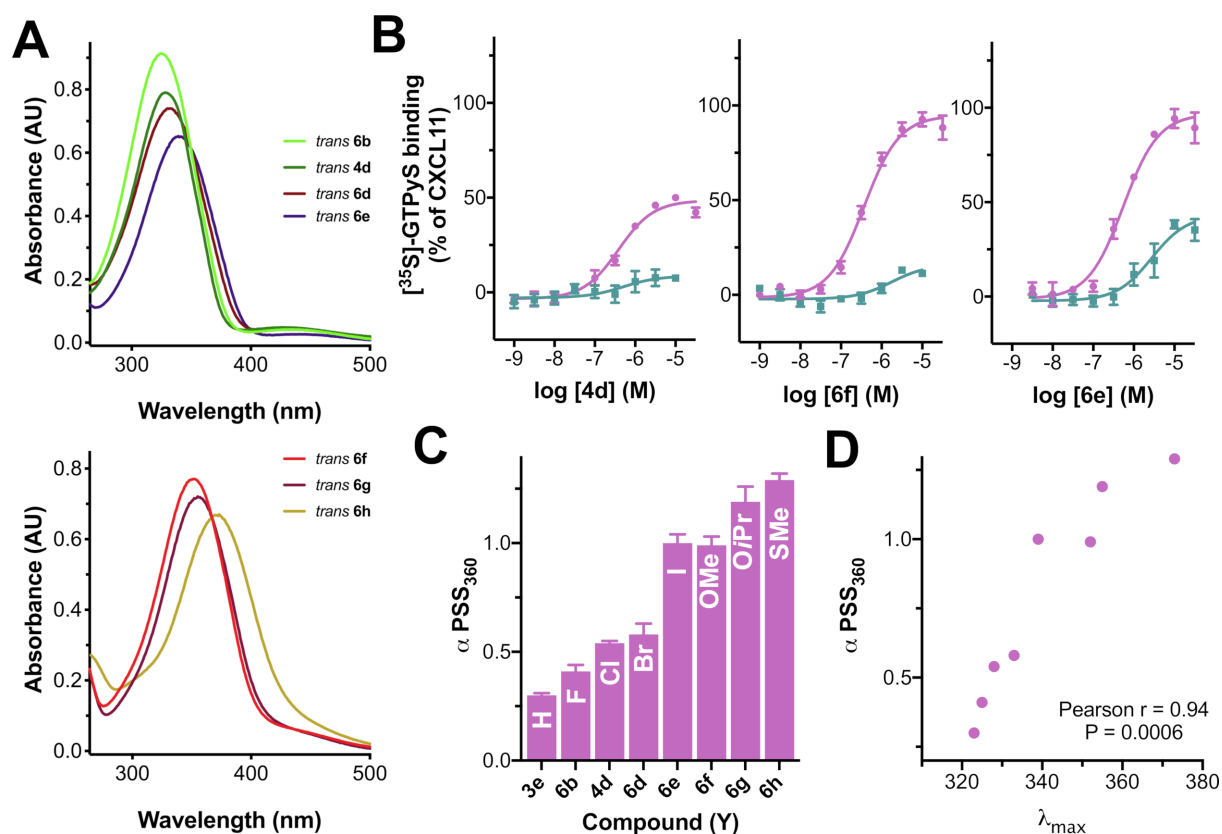 A
Absorbance (AU)
0.8
0.6
0.4
0.2
0.0
trans 6b
trans 4d
trans 6d
trans 6e
300
400
500
Wavelength (nm)
Absorbance (AU)
0.8
0.6
0.4
0.2
0.0
trans 6f
trans 6g
trans 6h
300
400
500
Wavelength (nm)
B
[³⁵S]-GTPyS binding
(% of CXCL11)
100
50
0
-9 -8 -7 -6 -5
log [4d] (M)
100
50
0
-9 -8 -7 -6 -5
log [6f] (M)
100
50
0
-9 -8 -7 -6 -5
log [6e] (M)
C
α PSS₃₆₀
1.0
0.5
0.0
H
F
Cl
Br
I
OMe
OiPr
SMe
3e 6b 4d 6d 6e 6f 6g 6h
Compound (Y)
D
α PSS₃₆₀
1.0
0.5
Pearson r = 0.94
P = 0.0006
320 340 360 380
λmax